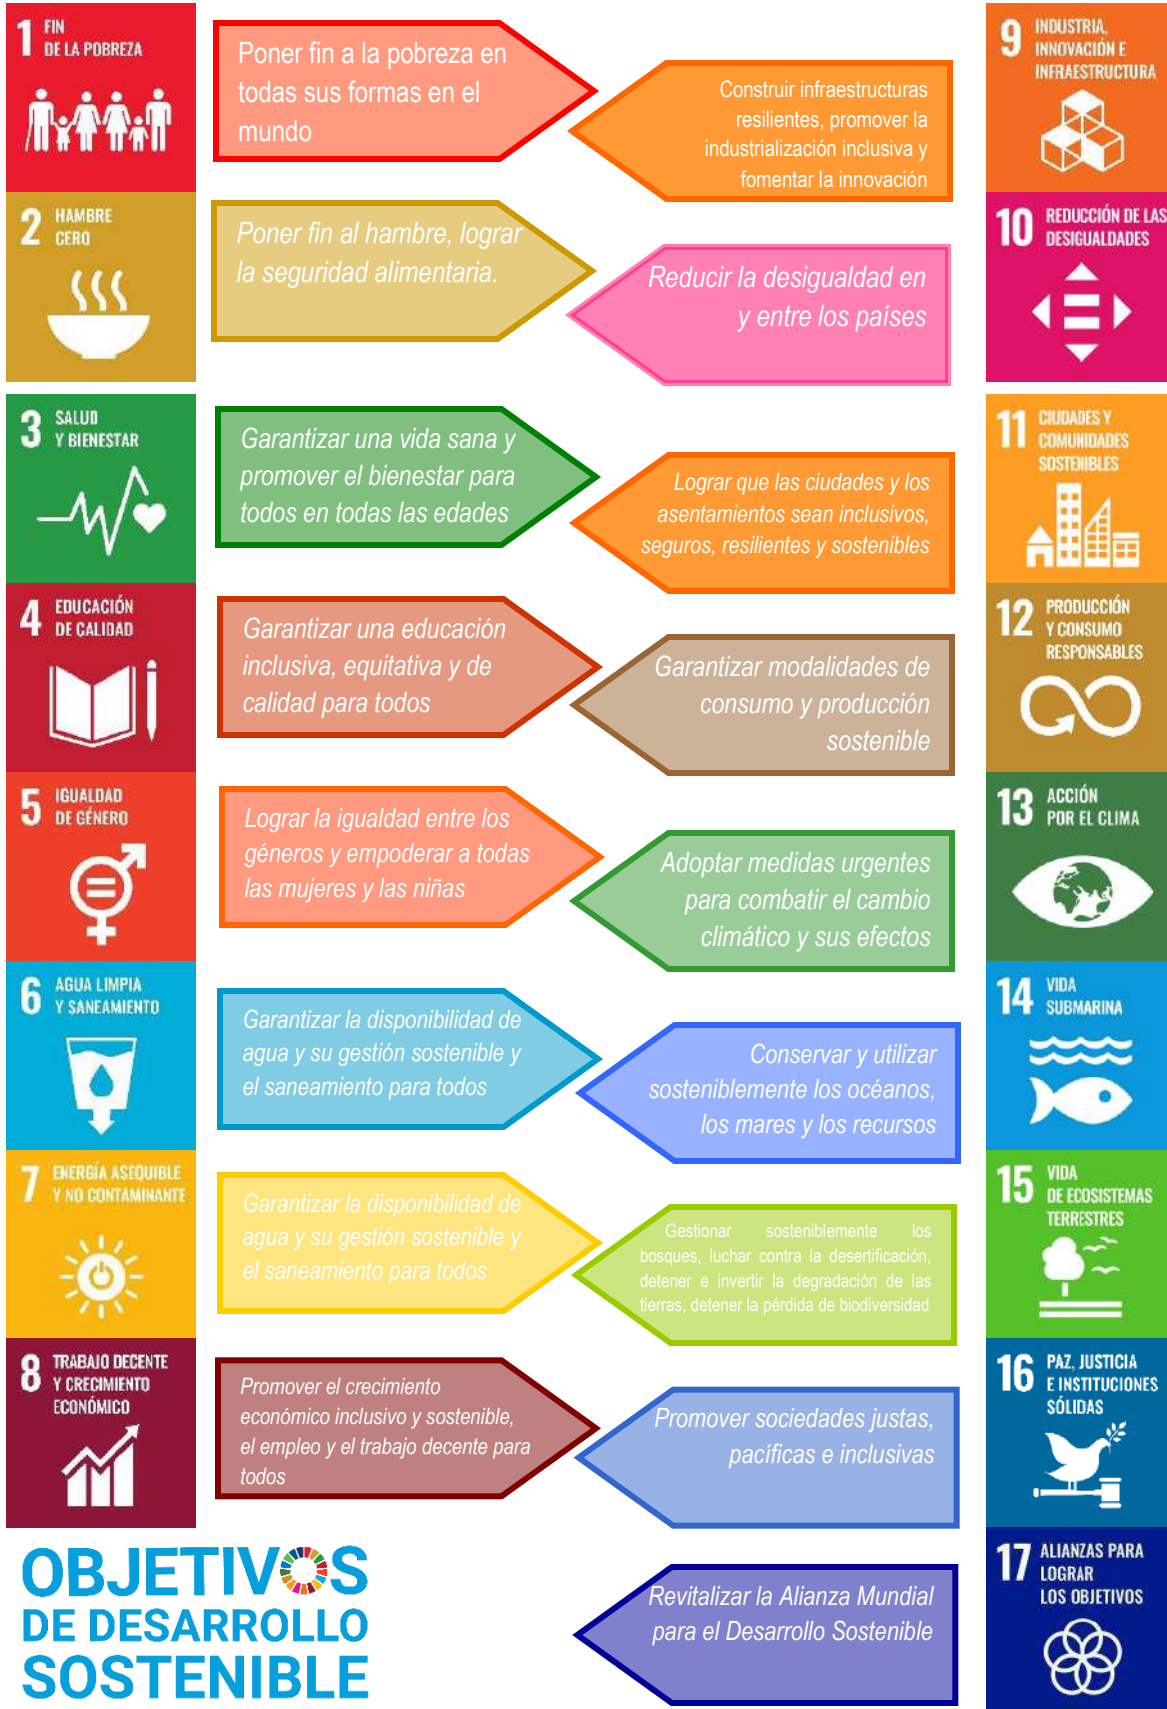 1 FIN
DE LA POBREZA
Poner fin a la pobreza en
todas sus formas en el
mundo
9 INDUSTRIA,
INNOVACIÓN E
INFRAESTRUCTURA
Construir infraestructuras
resilientes, promover la
industrialización inclusiva y
fomentar la innovación
2 HAMBRE
CERO
Poner fin al hambre, lograr
la seguridad alimentaria.
10 REDUCCIÓN DE LAS
DESIGUALDADES
Reducir la desigualdad en
y entre los países
3 SALUD
Y BIENESTAR
Garantizar una vida sana y
promover el bienestar para
todos en todas las edades
11 CIUDADES Y
COMUNIDADES
SOSTENIBLES
Lograr que las ciudades y los
asentamientos sean inclusivos,
seguros, resilientes y sostenibles
4 EDUCACIÓN
DE CALIDAD
Garantizar una educación
inclusiva, equitativa y de
calidad para todos
12 PRODUCCIÓN
Y CONSUMO
RESPONSABLES
Garantizar modalidades de
consumo y producción
sostenible
5 IGUALDAD
DE GÉNERO
Lograr la igualdad entre los
géneros y empoderar a todas
las mujeres y las niñas
13 ACCIÓN
POR EL CLIMA
Adoptar medidas urgentes
para combatir el cambio
climático y sus efectos
6 AGUA LIMPIA
Y SANEAMIENTO
Garantizar la disponibilidad de
agua y su gestión sostenible y
el saneamiento para todos
14 VIDA
SUBMARINA
Conservar y utilizar
sosteniblemente los océanos,
los mares y los recursos
7 ENERGÍA ASEQUIBLE
Y NO CONTAMINANTE
Garantizar la disponibilidad de
agua y su gestión sostenible y
el saneamiento para todos
15 VIDA
DE ECOSISTEMAS
TERRESTRES
Gestionar sosteniblemente los
bosques, luchar contra la desertificación,
detener e invertir la degradación de las
tierras, detener la pérdida de biodiversidad
8 TRABAJO DECENTE
Y CRECIMIENTO
ECONÓMICO
Promover el crecimiento
económico inclusivo y sostenible,
el empleo y el trabajo decente para
todos
16 PAZ, JUSTICIA
E INSTITUCIONES
SÓLIDAS
Promover sociedades justas,
pacíficas e inclusivas
17 ALIANZAS PARA
LOGRAR
LOS OBJETIVOS
Revitalizar la Alianza Mundial
para el Desarrollo Sostenible
OBJETIVOS
DE DESARROLLO
SOSTENIBLE